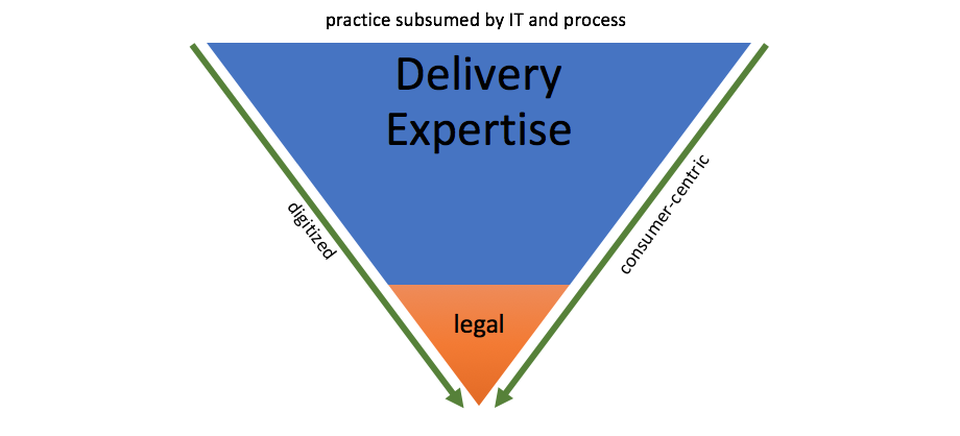 practice subsumed by IT and process
Delivery
Expertise
digitized
consumer-centric
legal